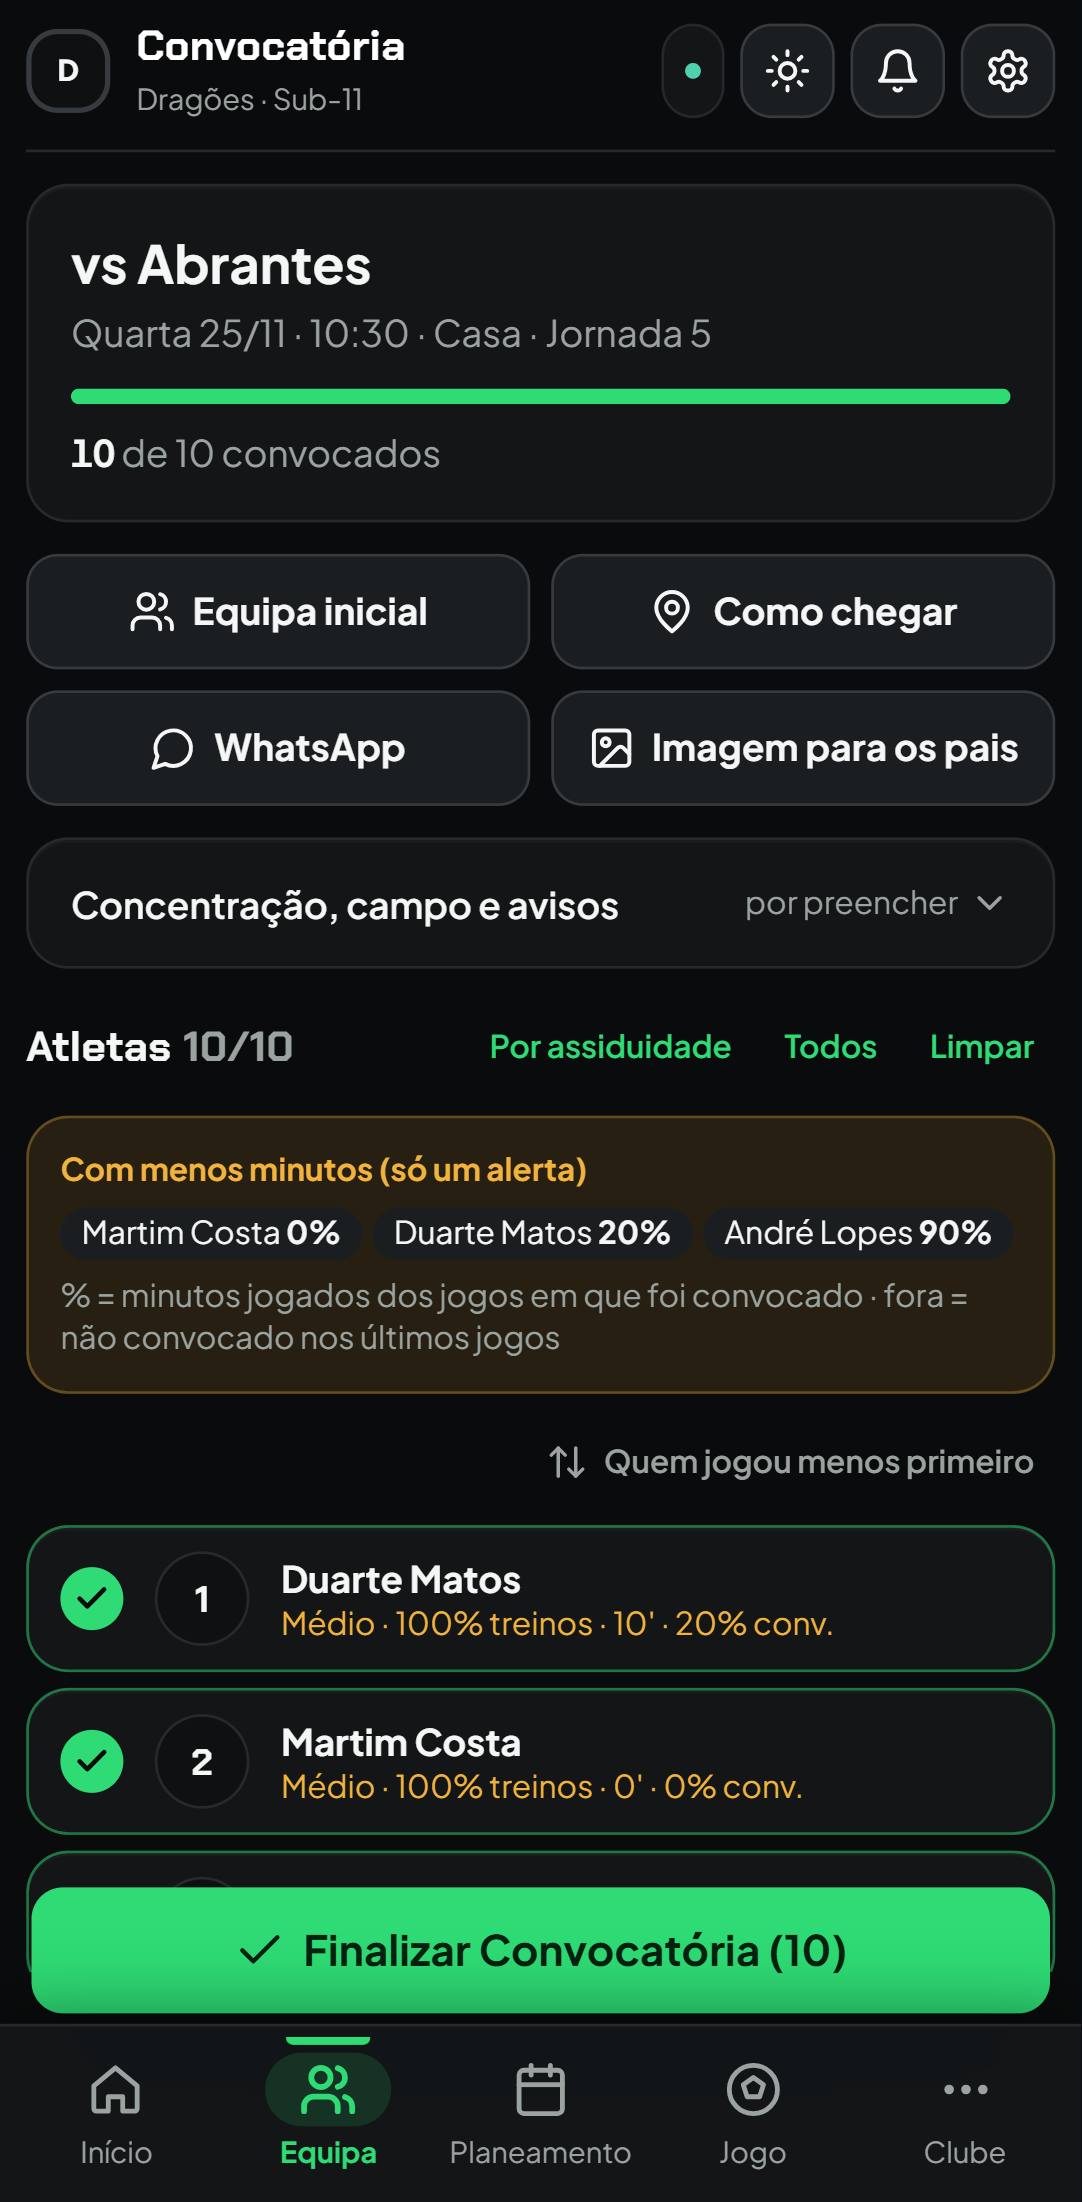 D
Convocatória
Dragões · Sub-11
vs Abrantes
Quarta 25/11 · 10:30 · Casa · Jornada 5
10 de 10 convocados
Equipa inicial
Como chegar
WhatsApp
Imagem para os pais
Concentração, campo e avisos
por preencher
Atletas 10/10
Por assiduidade
Todos
Limpar
Com menos minutos (só um alerta)
Martim Costa 0%
Duarte Matos 20%
André Lopes 90%
% = minutos jogados dos jogos em que foi convocado · fora =
não convocado nos últimos jogos
Quem jogou menos primeiro
1
Duarte Matos
Médio · 100% treinos · 10' · 20% conv.
2
Martim Costa
Médio · 100% treinos · 0' · 0% conv.
Finalizar Convocatória (10)
Início
Equipa
Planeamento
Jogo
Clube